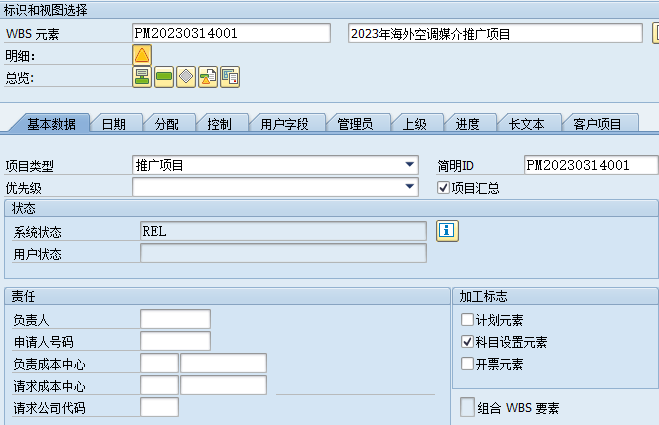 标识和视图选择
WBS 元素 PM20230314001 2023年海外空调媒介推广项目
明细:
总览:
基本数据 日期 分配 控制 用户字段 管理员 上级 进度 长文本 客户项目
项目类型 推广项目 简明ID PM20230314001
优先级 项目汇总
状态
系统状态 REL
用户状态
责任 加工标志
负责人 计划元素
申请人号码 科目设置元素
负责成本中心 开票元素
请求成本中心
请求公司代码 组合 WBS 要素